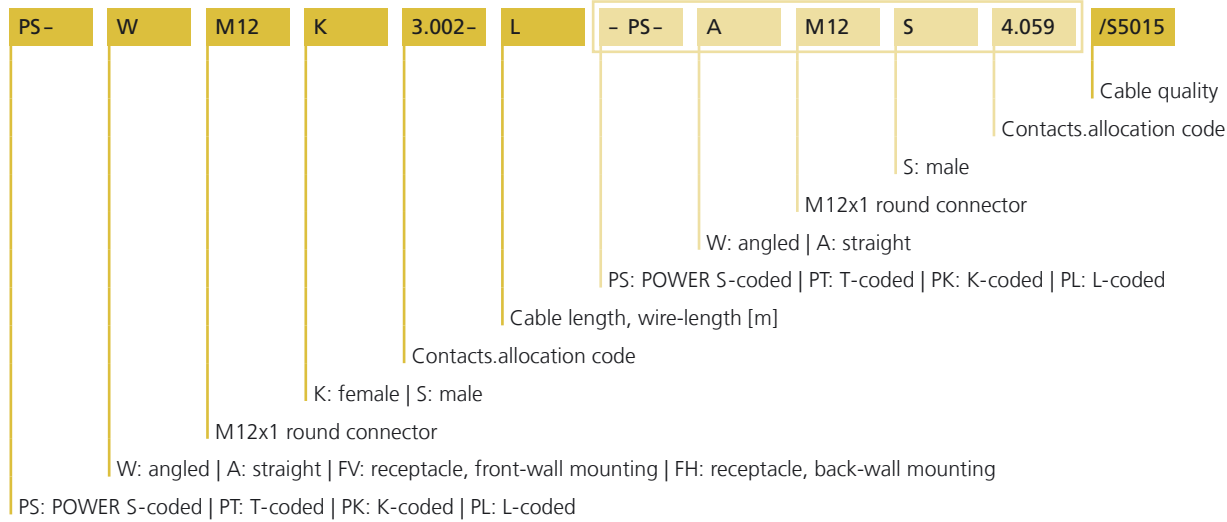 PS– W M12 K 3.002– L – PS– A M12 S 4.059 /S5015
Cable quality
Contacts.allocation code
S: male
M12x1 round connector
W: angled | A: straight
PS: POWER S-coded | PT: T-coded | PK: K-coded | PL: L-coded
Cable length, wire-length [m]
Contacts.allocation code
K: female | S: male
M12x1 round connector
W: angled | A: straight | FV: receptacle, front-wall mounting | FH: receptacle, back-wall mounting
PS: POWER S-coded | PT: T-coded | PK: K-coded | PL: L-coded